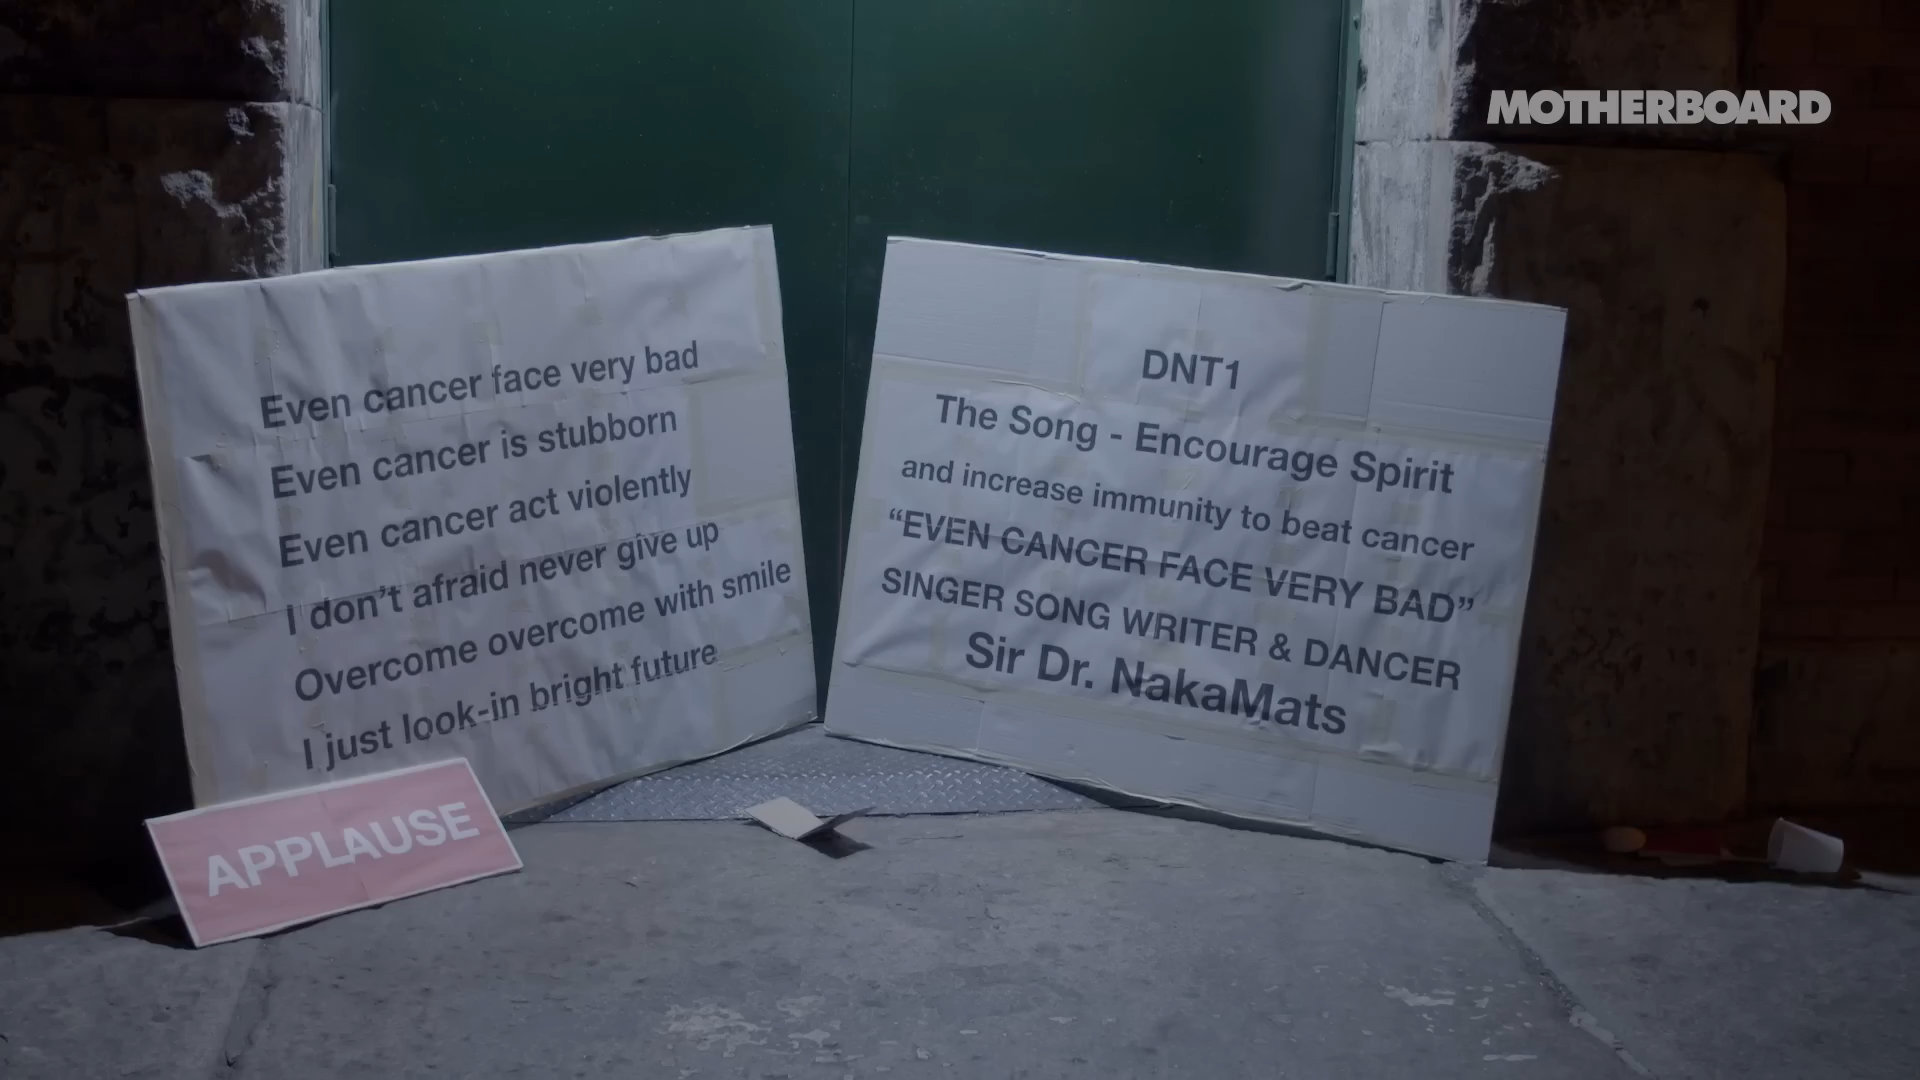 MOTHERBOARD
Even cancer face very bad
Even cancer is stubborn
Even cancer act violently
I don't afraid never give up
Overcome overcome with smile
I just look-in bright future
APPLAUSE
DNT1
The Song - Encourage Spirit
and increase immunity to beat cancer
“EVEN CANCER FACE VERY BAD”
SINGER SONG WRITER & DANCER
Sir Dr. NakaMats